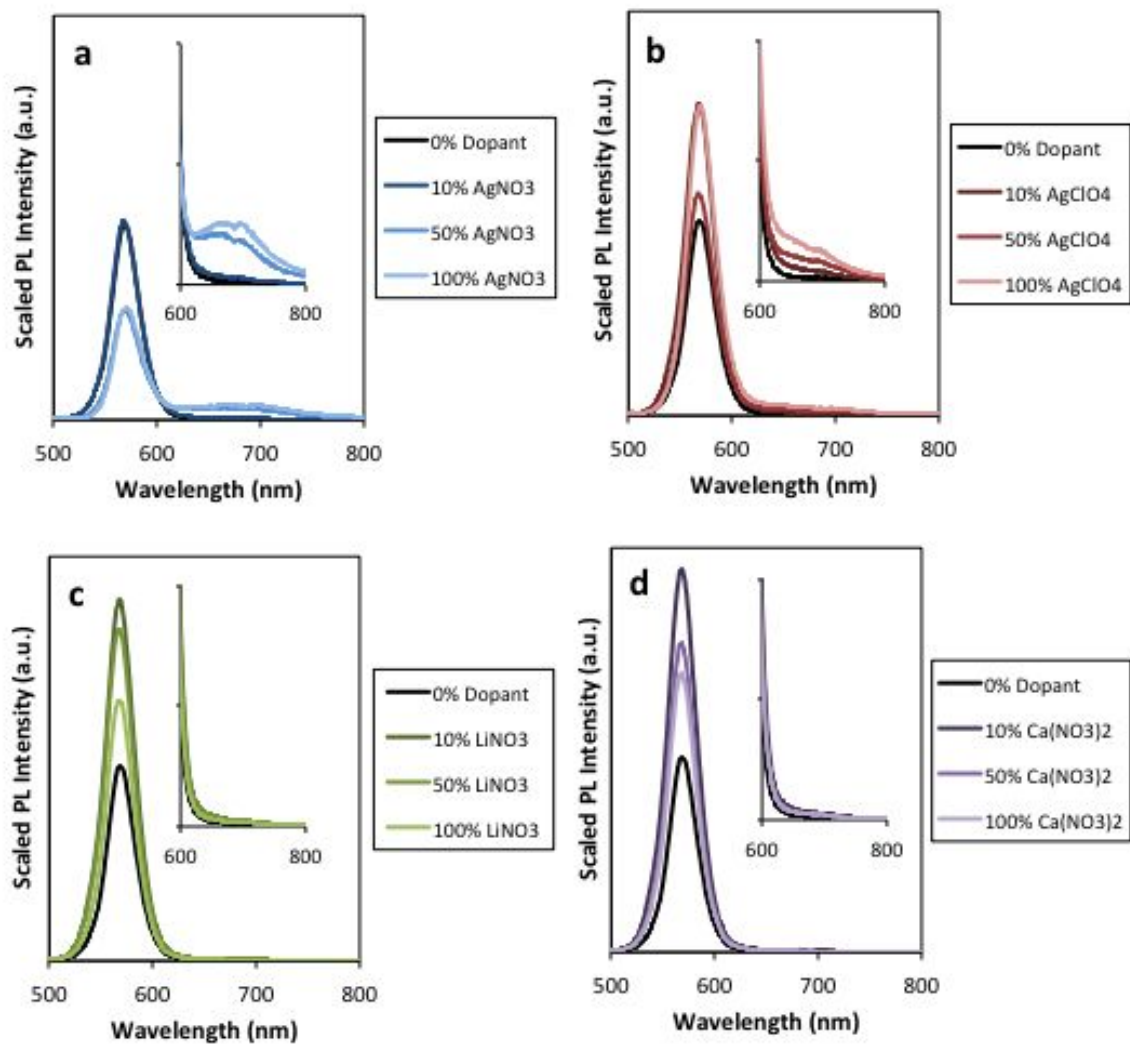 a
Scaled PL Intensity (a.u.)
600 800
0% Dopant
10% AgNO3
50% AgNO3
100% AgNO3
500 600 700 800
Wavelength (nm)
b
Scaled PL Intensity (a.u.)
600 800
0% Dopant
10% AgClO4
50% AgClO4
100% AgClO4
500 600 700 800
Wavelength (nm)
c
Scaled PL Intensity (a.u.)
600 800
0% Dopant
10% LiNO3
50% LiNO3
100% LiNO3
500 600 700 800
Wavelength (nm)
d
Scaled PL Intensity (a.u.)
600 800
0% Dopant
10% Ca(NO3)2
50% Ca(NO3)2
100% Ca(NO3)2
500 600 700 800
Wavelength (nm)